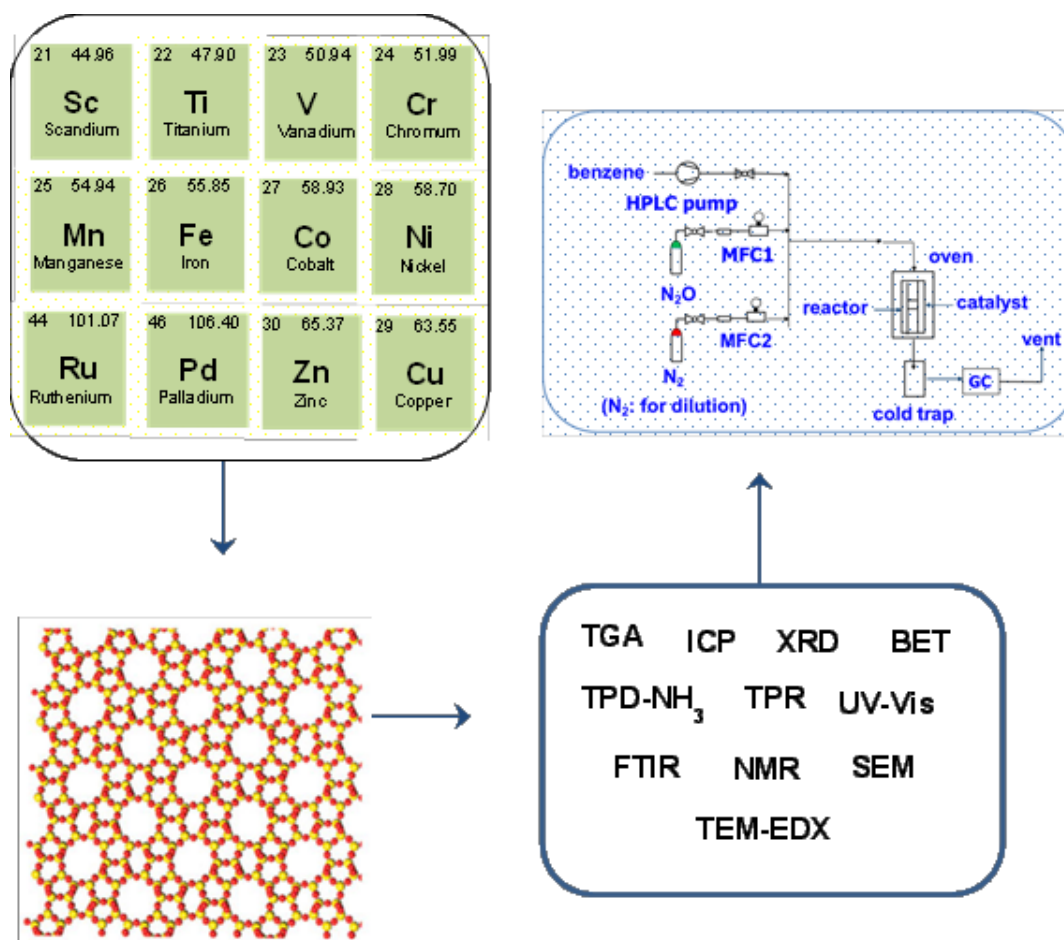 21 44.96 22 47.90 23 50.94 24 51.99
Sc Ti V Cr
Scandium Titanium Vanadium Chromum
25 54.94 26 55.85 27 58.93 28 58.70
Mn Fe Co Ni
Manganese Iron Cobalt Nickel
44 101.07 46 106.40 30 65.37 29 63.55
Ru Pd Zn Cu
Ruthenium Palladium Zinc Copper
benzene
HPLC pump
MFC1
N₂O
oven
reactor
catalyst
MFC2
N₂
vent
GC
(N₂: for dilution)
cold trap
TGA ICP XRD BET
TPD-NH₃ TPR UV-Vis
FTIR NMR SEM
TEM-EDX